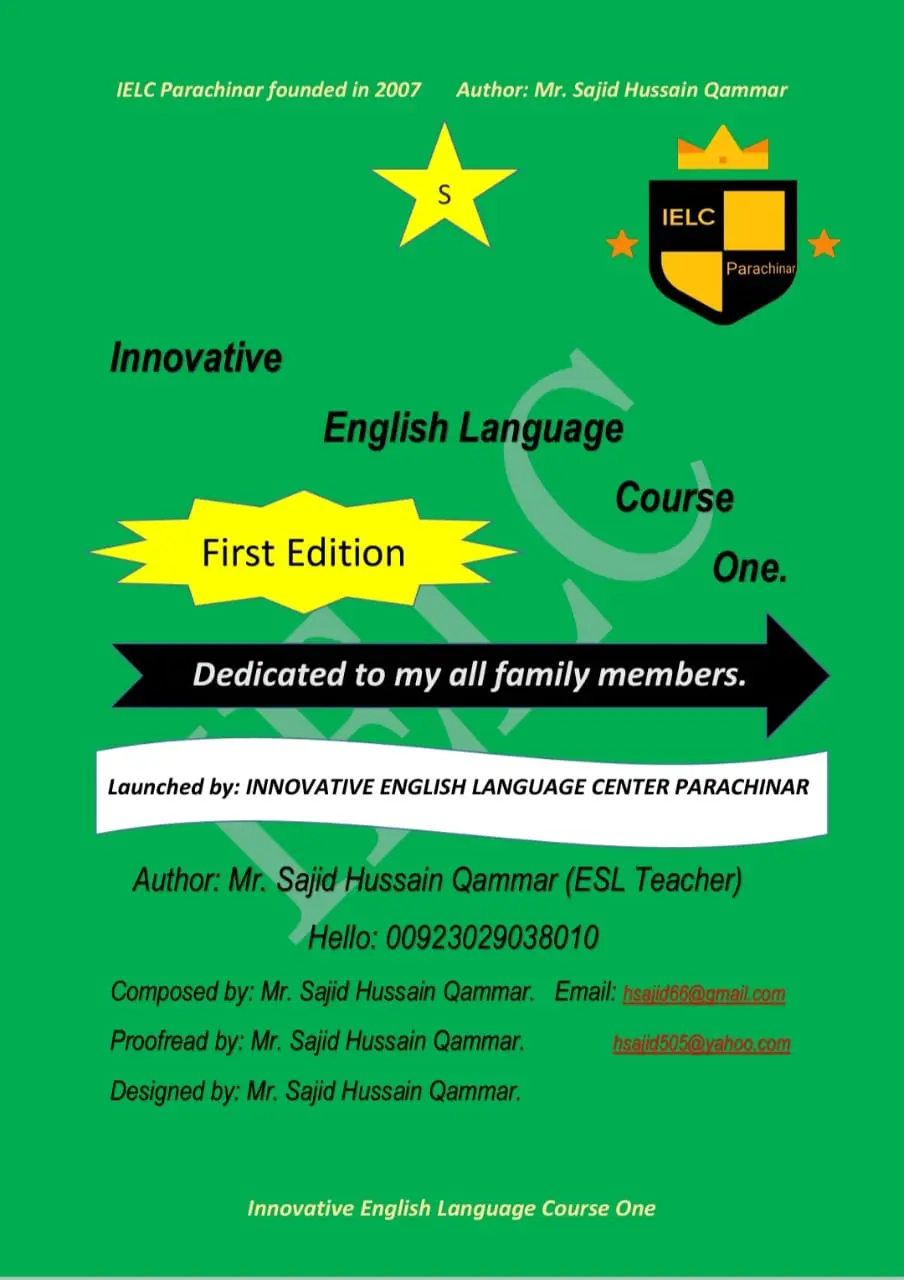 IELC Parachinar founded in 2007 Author: Mr. Sajid Hussain Qammar
S
IELC
Parachinar
Innovative
English Language
Course
One.
First Edition
IELC
Dedicated to my all family members.
Launched by: INNOVATIVE ENGLISH LANGUAGE CENTER PARACHINAR
Author: Mr. Sajid Hussain Qammar (ESL Teacher)
Hello: 00923029038010
Composed by: Mr. Sajid Hussain Qammar. Email: hsajid66@gmail.com
Proofread by: Mr. Sajid Hussain Qammar. hsajid505@yahoo,com
Designed by: Mr. Sajid Hussain Qammar.
Innovative English Language Course One